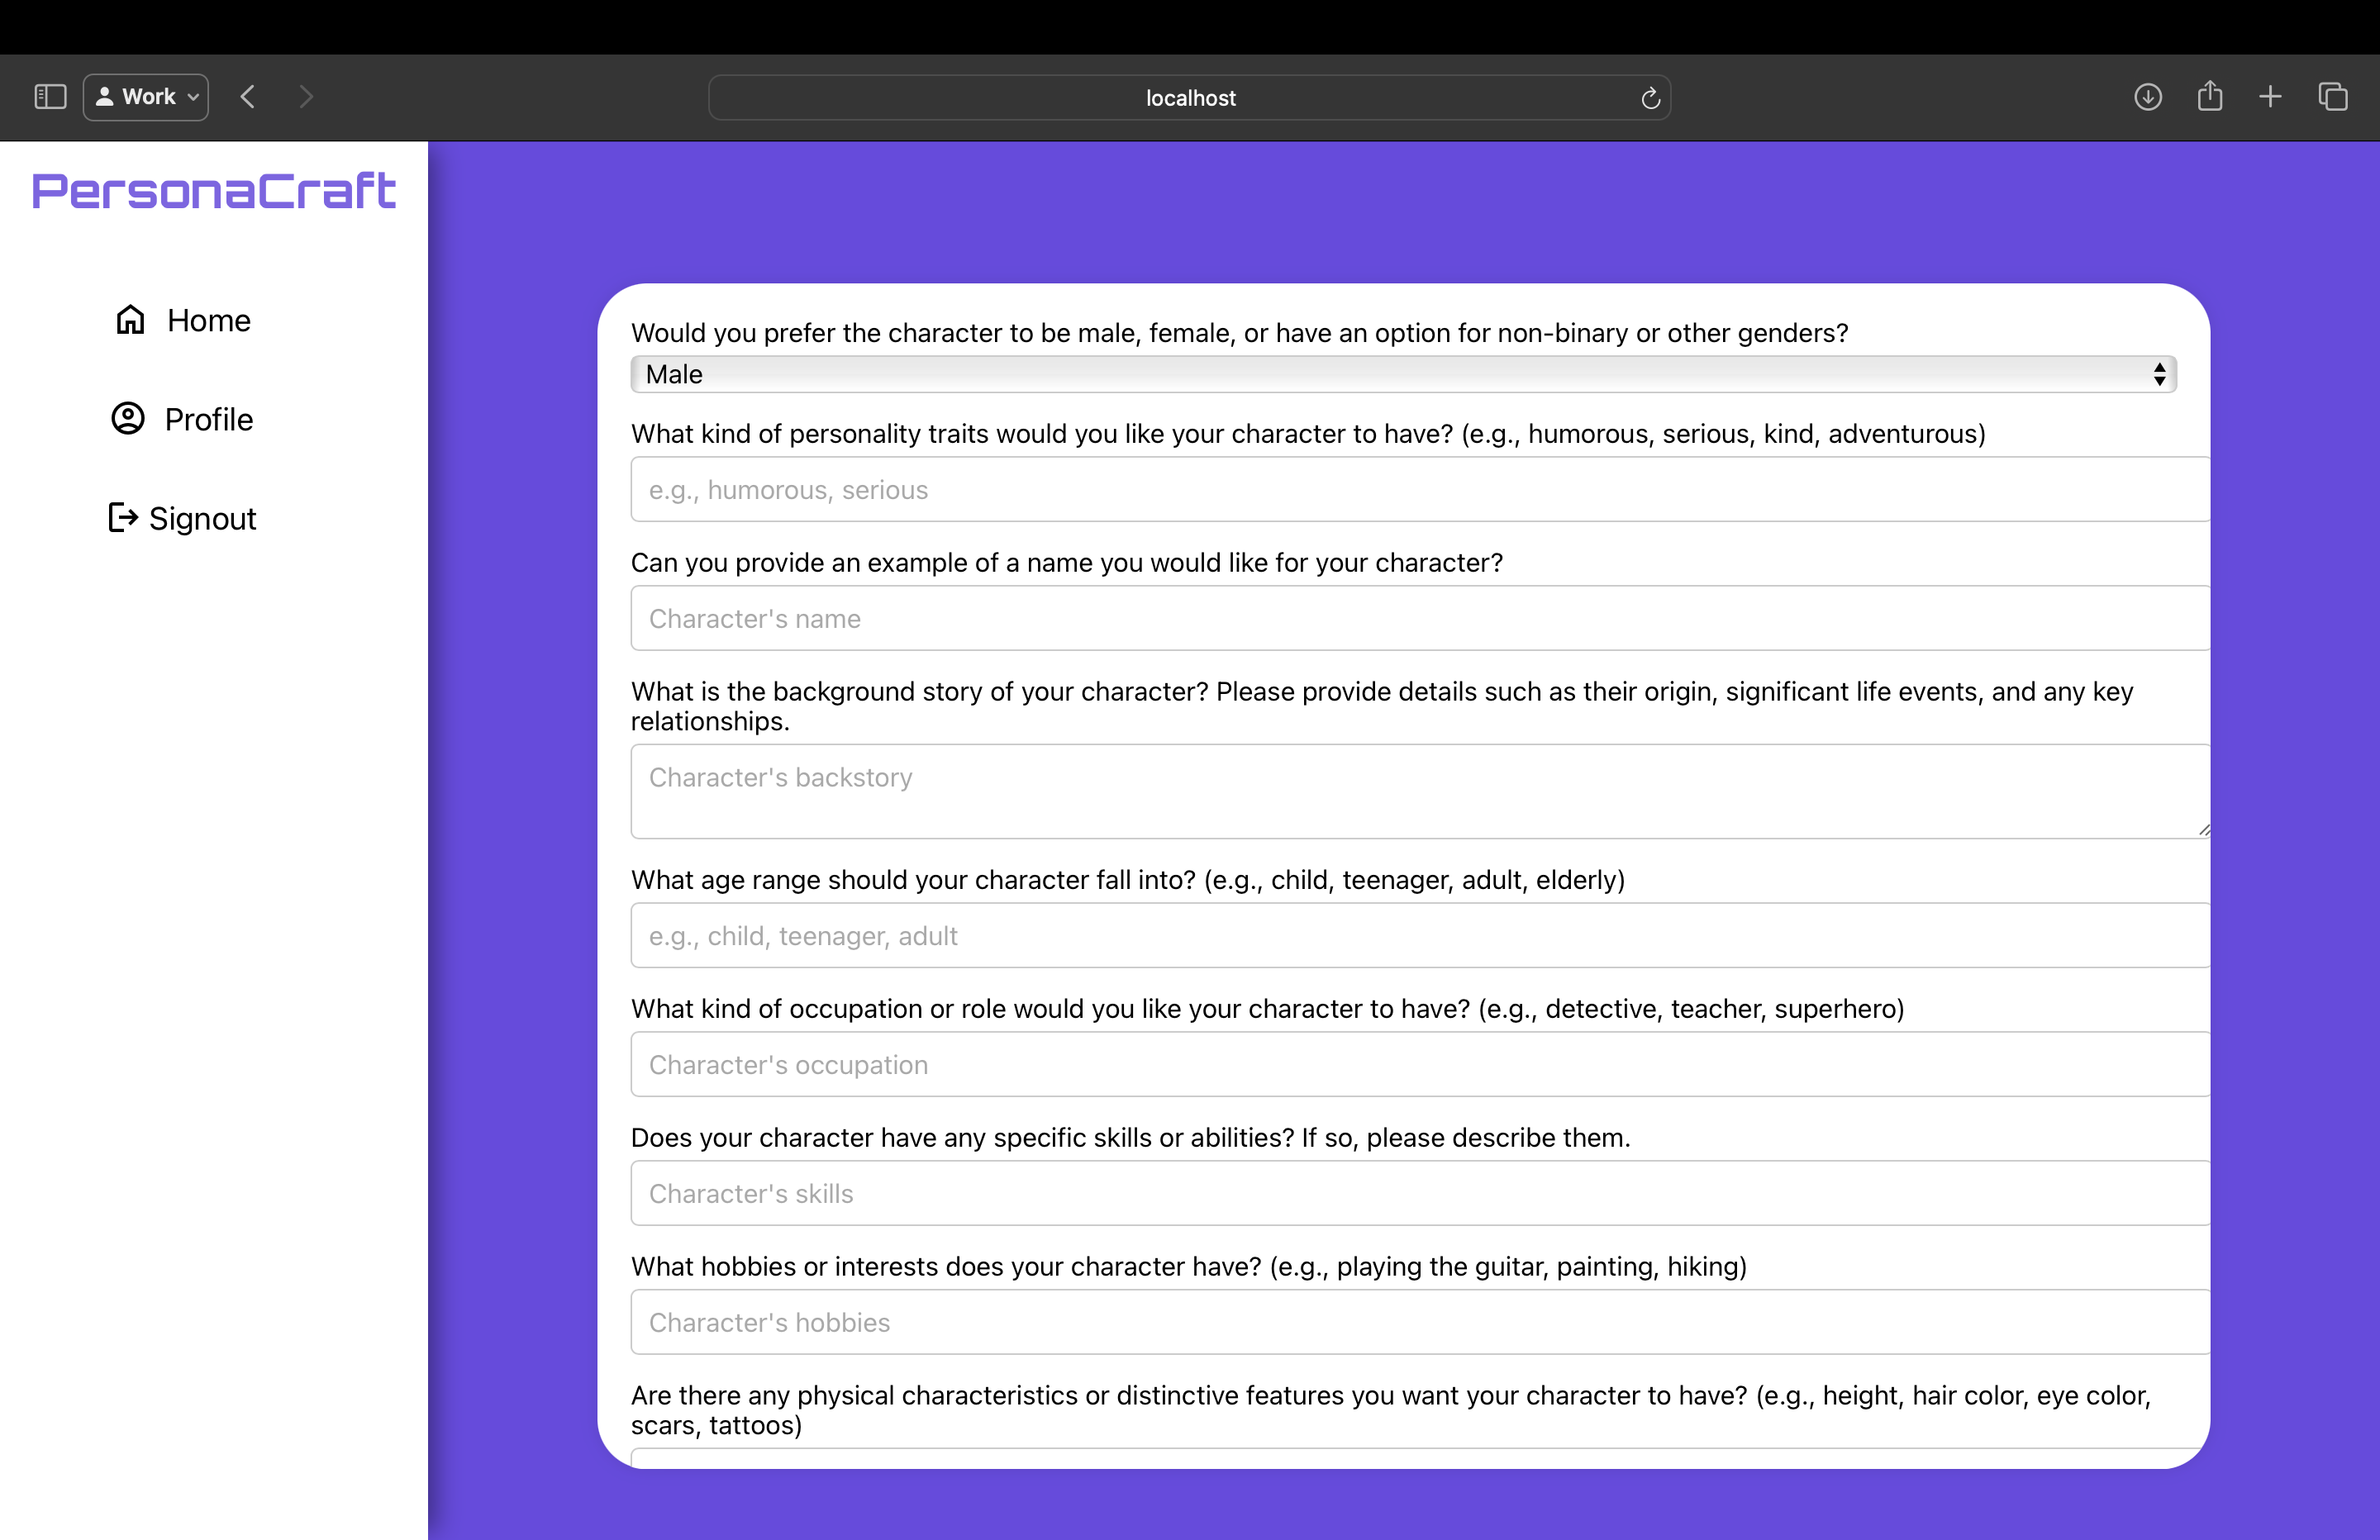 Work
localhost
PersonaCraft
Home
Profile
Signout
Would you prefer the character to be male, female, or have an option for non-binary or other genders?
Male
What kind of personality traits would you like your character to have? (e.g., humorous, serious, kind, adventurous)
e.g., humorous, serious
Can you provide an example of a name you would like for your character?
Character's name
What is the background story of your character? Please provide details such as their origin, significant life events, and any key
relationships.
Character's backstory
What age range should your character fall into? (e.g., child, teenager, adult, elderly)
e.g., child, teenager, adult
What kind of occupation or role would you like your character to have? (e.g., detective, teacher, superhero)
Character's occupation
Does your character have any specific skills or abilities? If so, please describe them.
Character's skills
What hobbies or interests does your character have? (e.g., playing the guitar, painting, hiking)
Character's hobbies
Are there any physical characteristics or distinctive features you want your character to have? (e.g., height, hair color, eye color,
scars, tattoos)